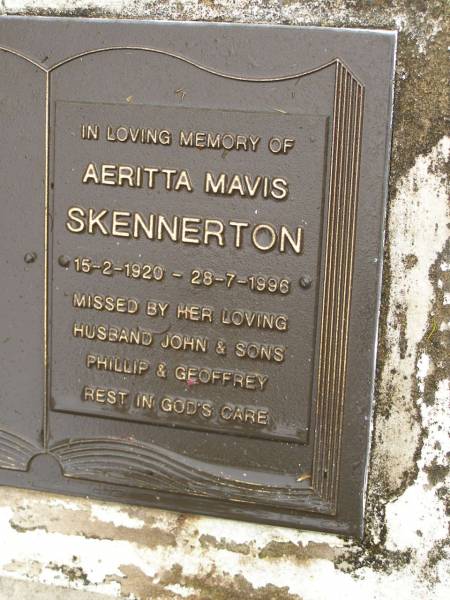 IN LOVING MEMORY OF
AERITTA MAVIS
SKENNERTON
15-2-1920 - 28-7-1996
MISSED BY HER LOVING
HUSBAND JOHN & SONS
PHILLIP & GEOFFREY
REST IN GOD'S CARE